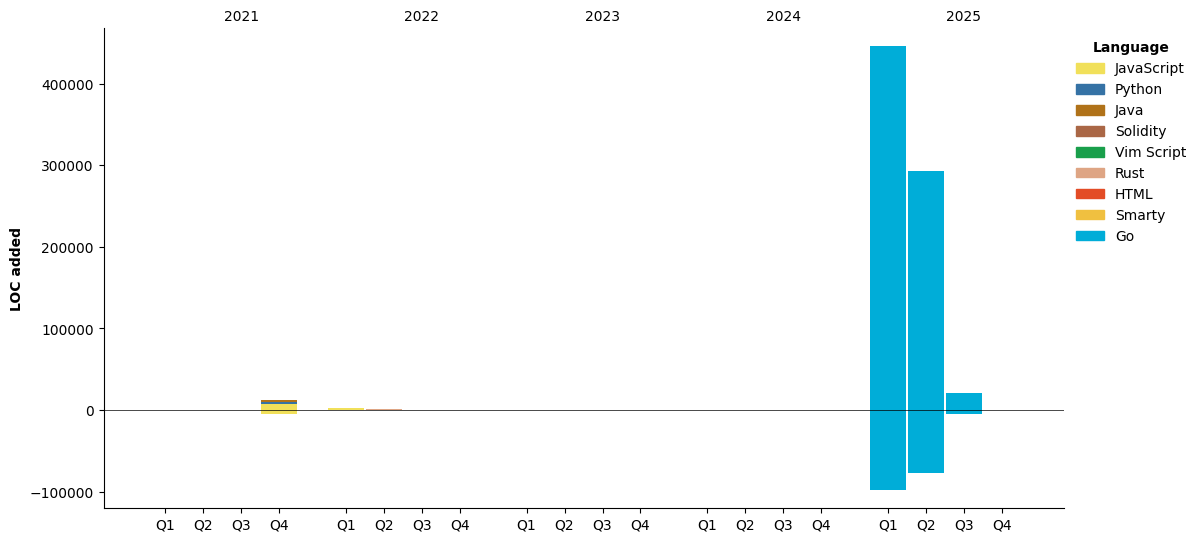 2021 2022 2023 2024 2025
Language
JavaScript
Python
Java
Solidity
Vim Script
Rust
HTML
Smarty
Go
LOC added
400000
300000
200000
100000
0
−100000
Q1 Q2 Q3 Q4 Q1 Q2 Q3 Q4 Q1 Q2 Q3 Q4 Q1 Q2 Q3 Q4 Q1 Q2 Q3 Q4